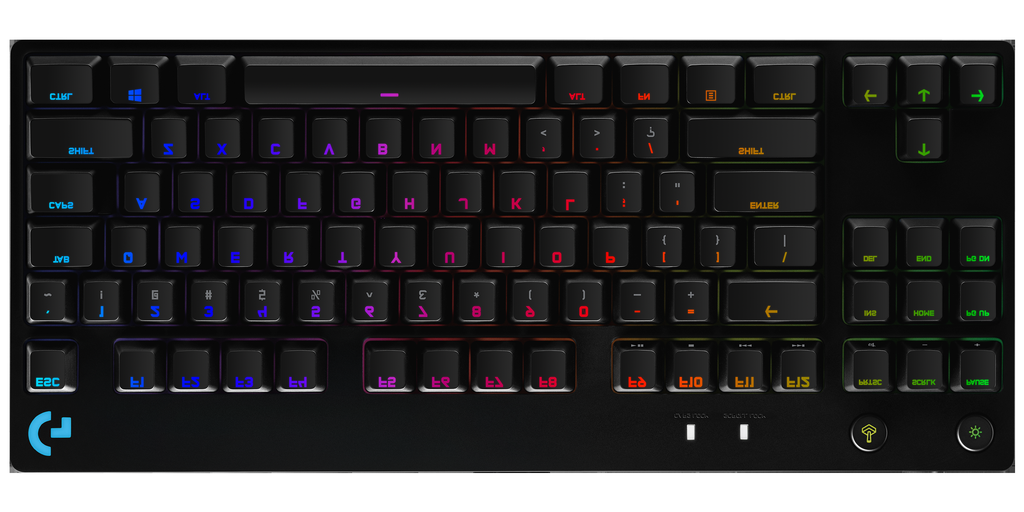 CTRL ALT — ALT FN CTRL ← ↓ →
SHIFT Z X C V B N M < , > . ? / SHIFT ↑
CAPS A S D F G H J K L : ; " ' ENTER
TAB Q W E R T Y U I O P { [ } ] | \ DEL END PG DN
~ ` ! 1 @ 2 # 3 $ 4 % 5 ^ 6 & 7 * 8 ( 9 ) 0 — - + = ← INS HOME PG UP
ESC F1 F2 F3 F4 F5 F6 F7 F8 F9 F10 F11 F12 PRTSC SCRLK PAUSE
CAPS LOCK SCROLL LOCK
G